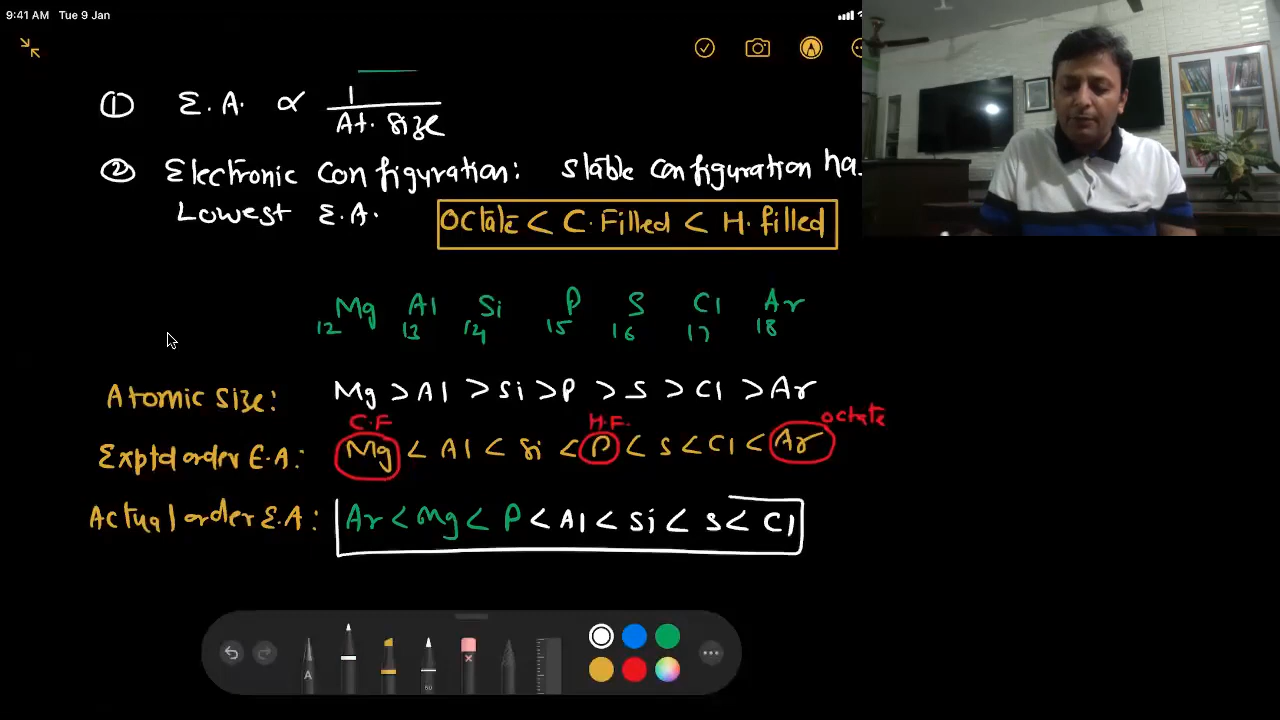 9:41 AM Tue 9 Jan
① E.A. ∝ 1/At. Size
② Electronic Configuration: Stable Configuration ha
Lowest E.A.
Octate < C.Filled < H.filled
Mg Al Si P S Cl Ar
12 13 14 15 16 17 18
Atomic Size: Mg > Al > Si > P > S > Cl > Ar
C.F H.F. Octate
Exptd order E.A: Mg < Al < Si < P < S < Cl < Ar
Actual order E.A: Ar < Mg < P < Al < Si < S < Cl
A
50